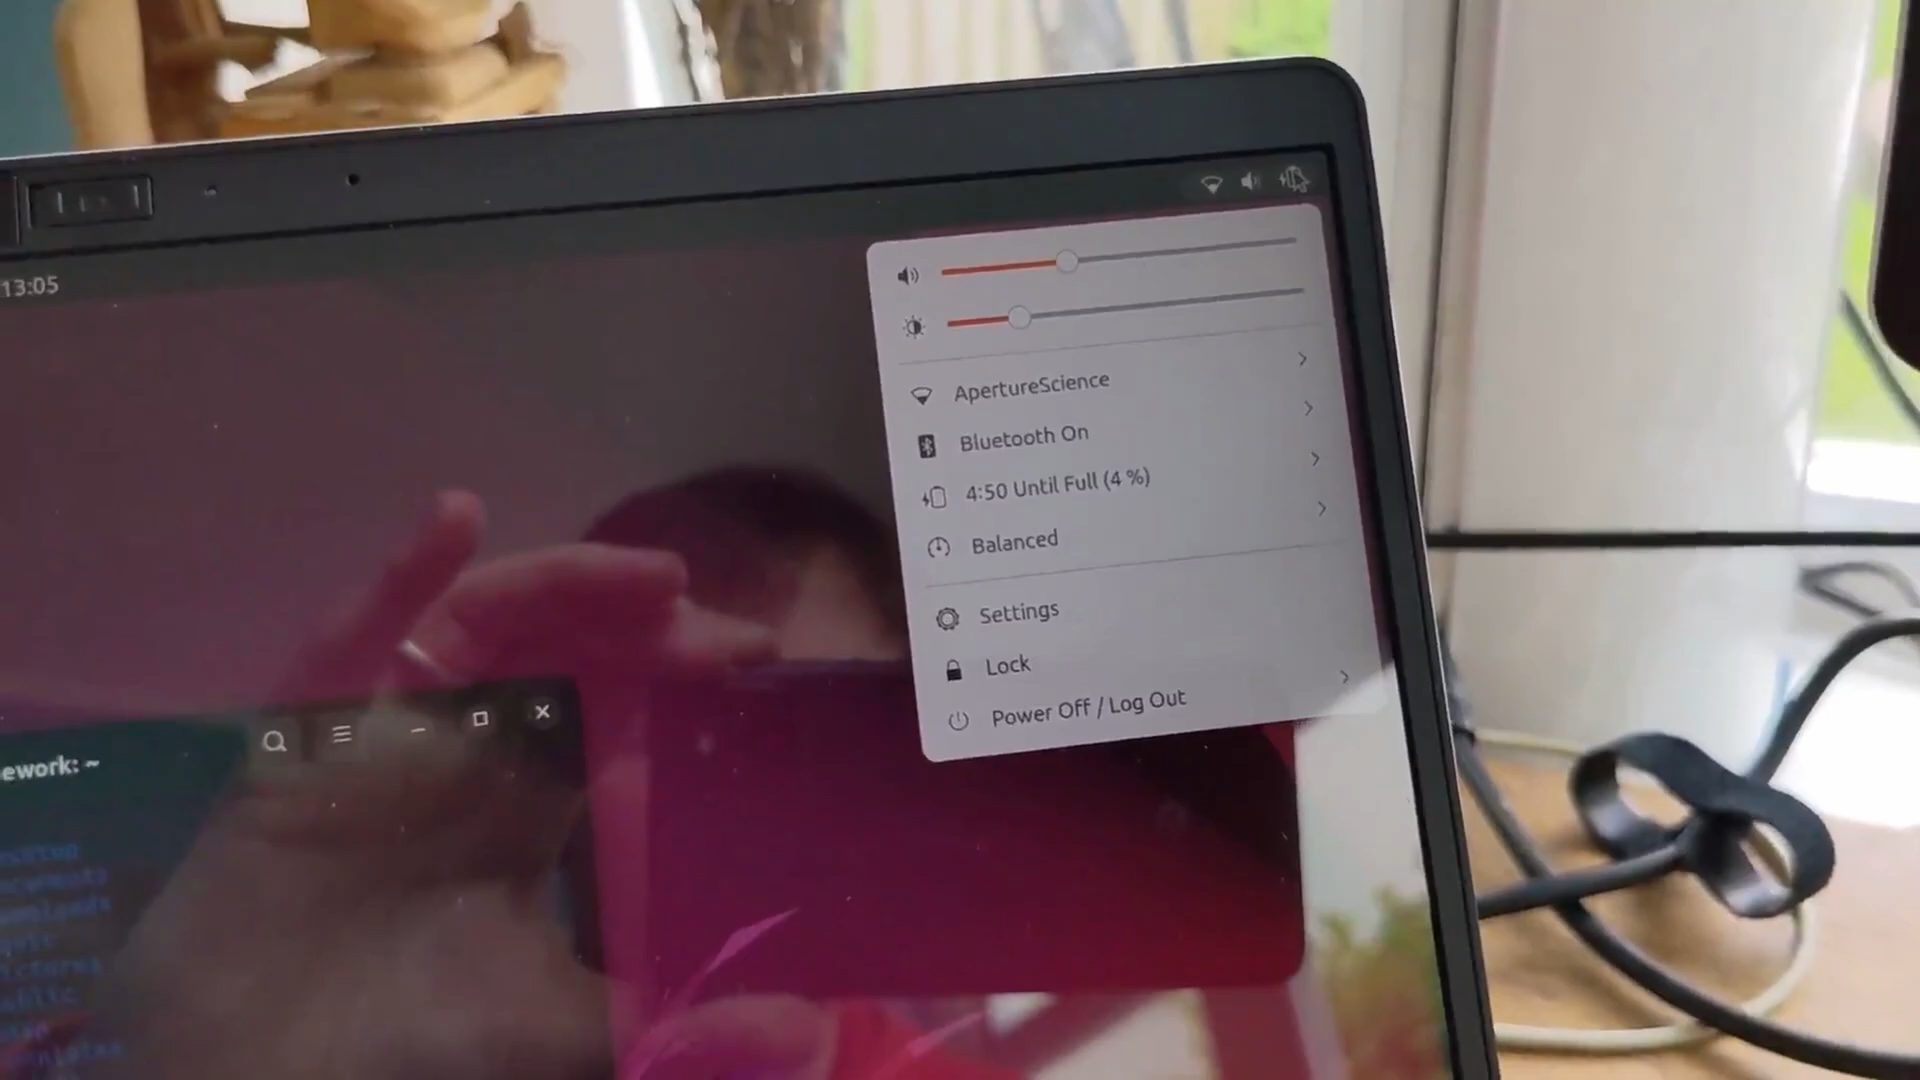 13:05
ApertureScience
Bluetooth On
4:50 Until Full (4 %)
Balanced
Settings
Lock
Power Off / Log Out
ework: ~